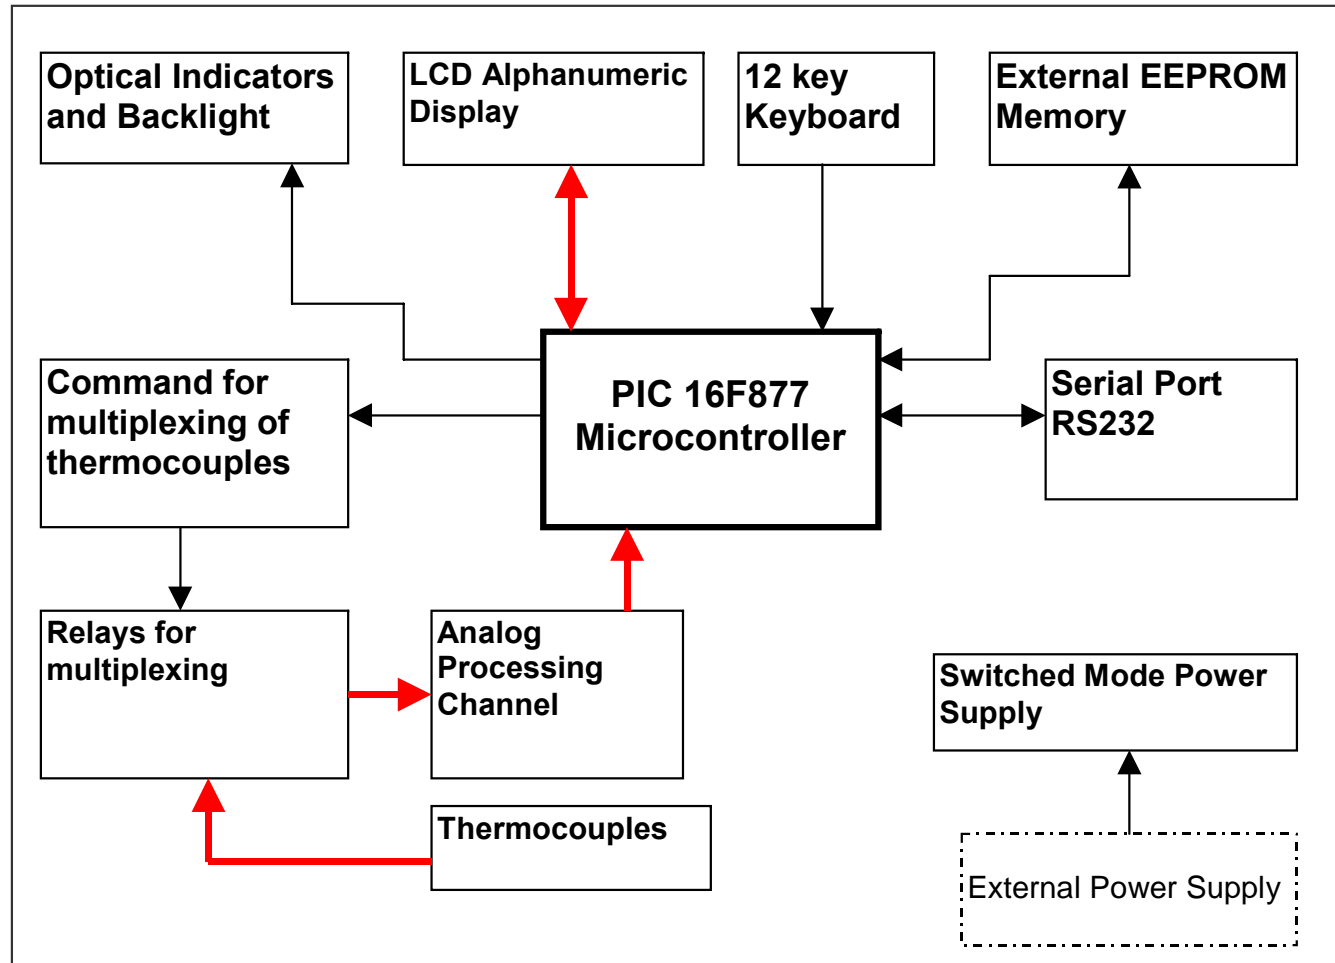 Optical Indicators
and Backlight
LCD Alphanumeric
Display
12 key
Keyboard
External EEPROM
Memory
Command for
multiplexing of
thermocouples
PIC 16F877
Microcontroller
Serial Port
RS232
Relays for
multiplexing
Analog
Processing
Channel
Switched Mode Power
Supply
Thermocouples
External Power Supply